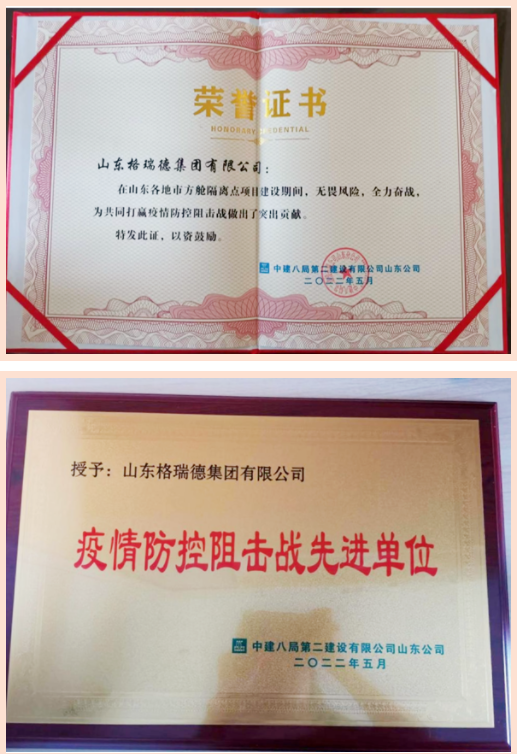 荣誉证书
HONORARY CREDENTIAL
山东格瑞德集团有限公司：
在山东各地市方舱隔离点项目建设期间，无畏风险，全力奋战，
为共同打赢疫情防控阻击战做出了突出贡献。
特发此证，以资鼓励。
中建八局第二建设有限公司山东公司
二〇二二年五月
授予：山东格瑞德集团有限公司
疫情防控阻击战先进单位
中建八局第二建设有限公司山东公司
二〇二二年五月